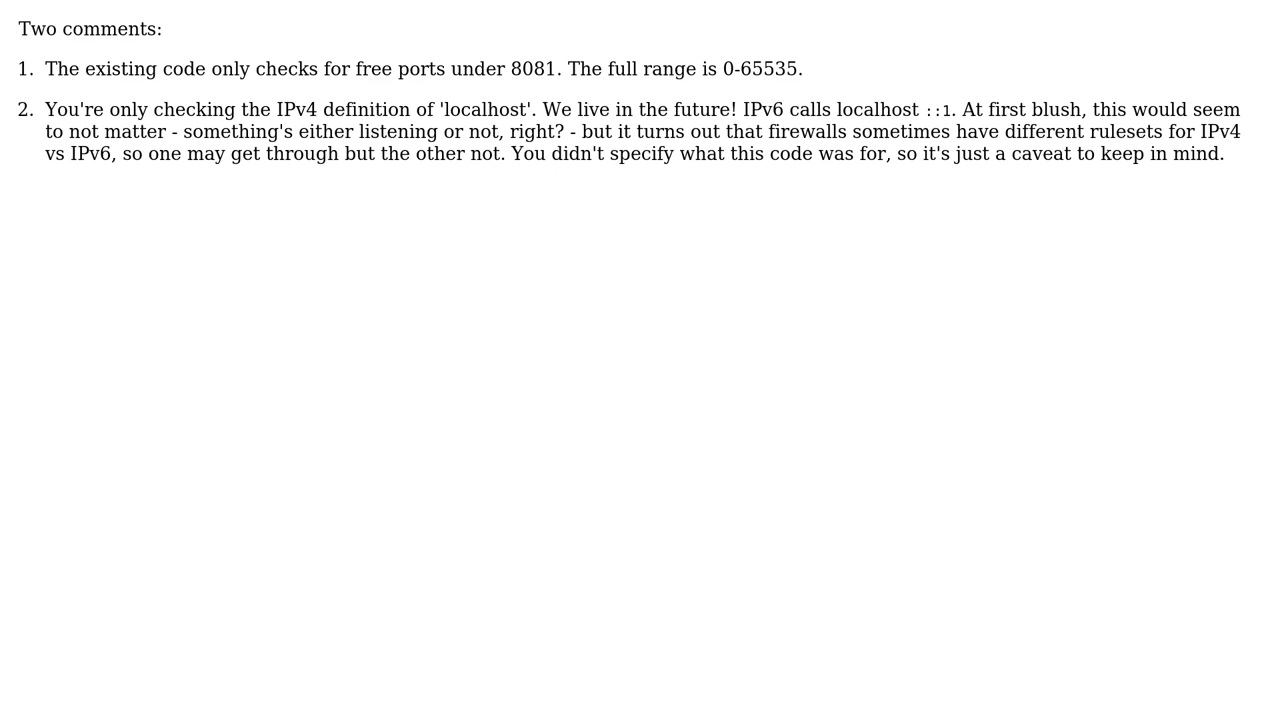 Two comments:
1. The existing code only checks for free ports under 8081. The full range is 0-65535.
2. You're only checking the IPv4 definition of 'localhost'. We live in the future! IPv6 calls localhost ::1. At first blush, this would seem
to not matter - something's either listening or not, right? - but it turns out that firewalls sometimes have different rulesets for IPv4
vs IPv6, so one may get through but the other not. You didn't specify what this code was for, so it's just a caveat to keep in mind.